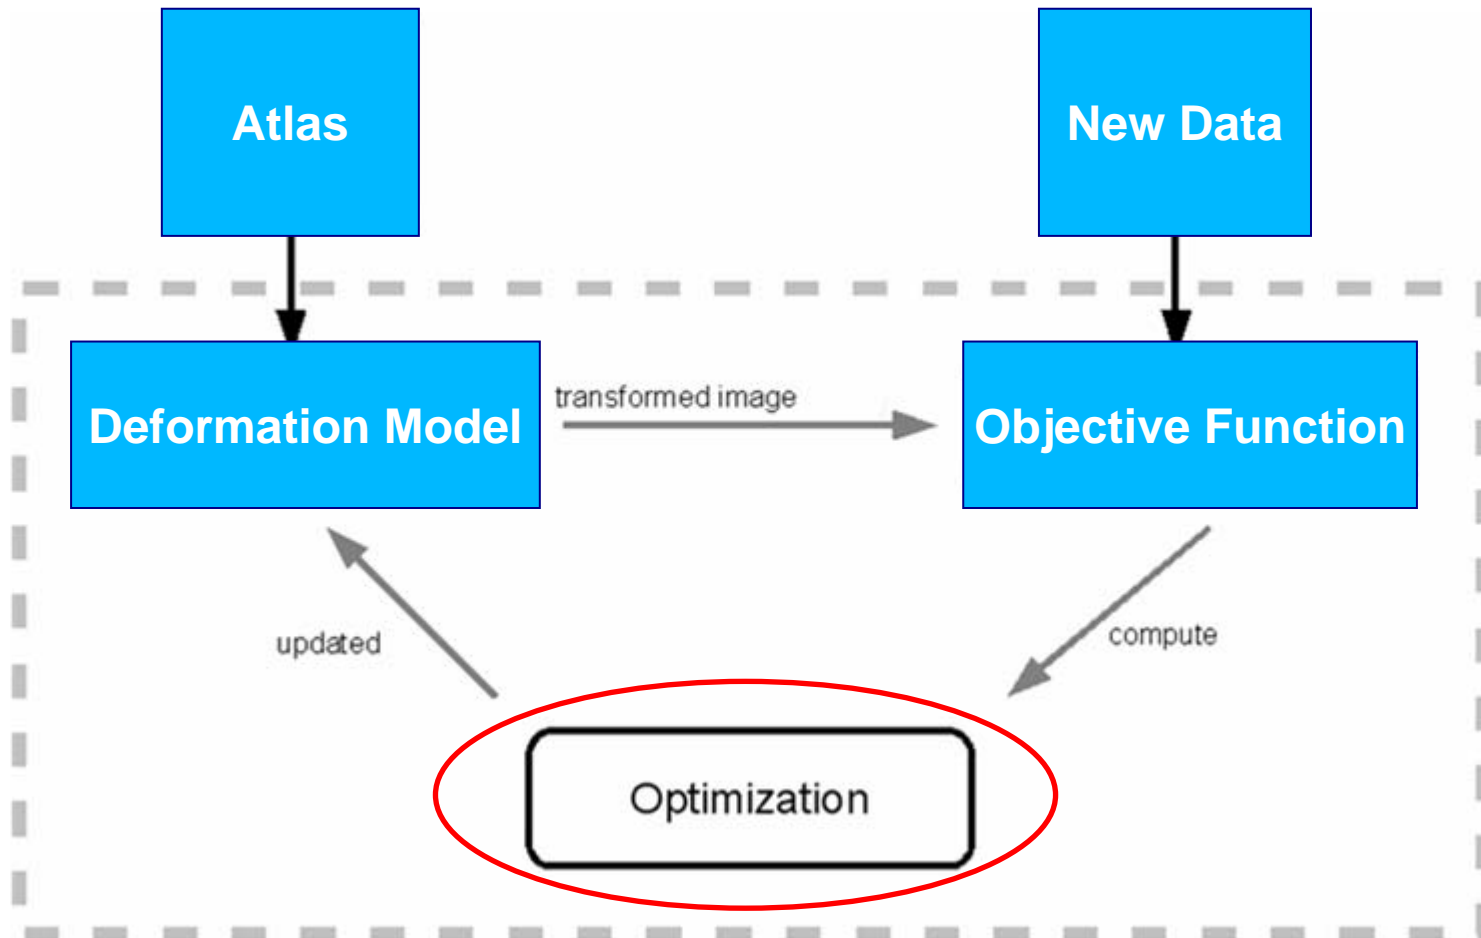 Atlas
New Data
Deformation Model
transformed image
Objective Function
updated
compute
Optimization